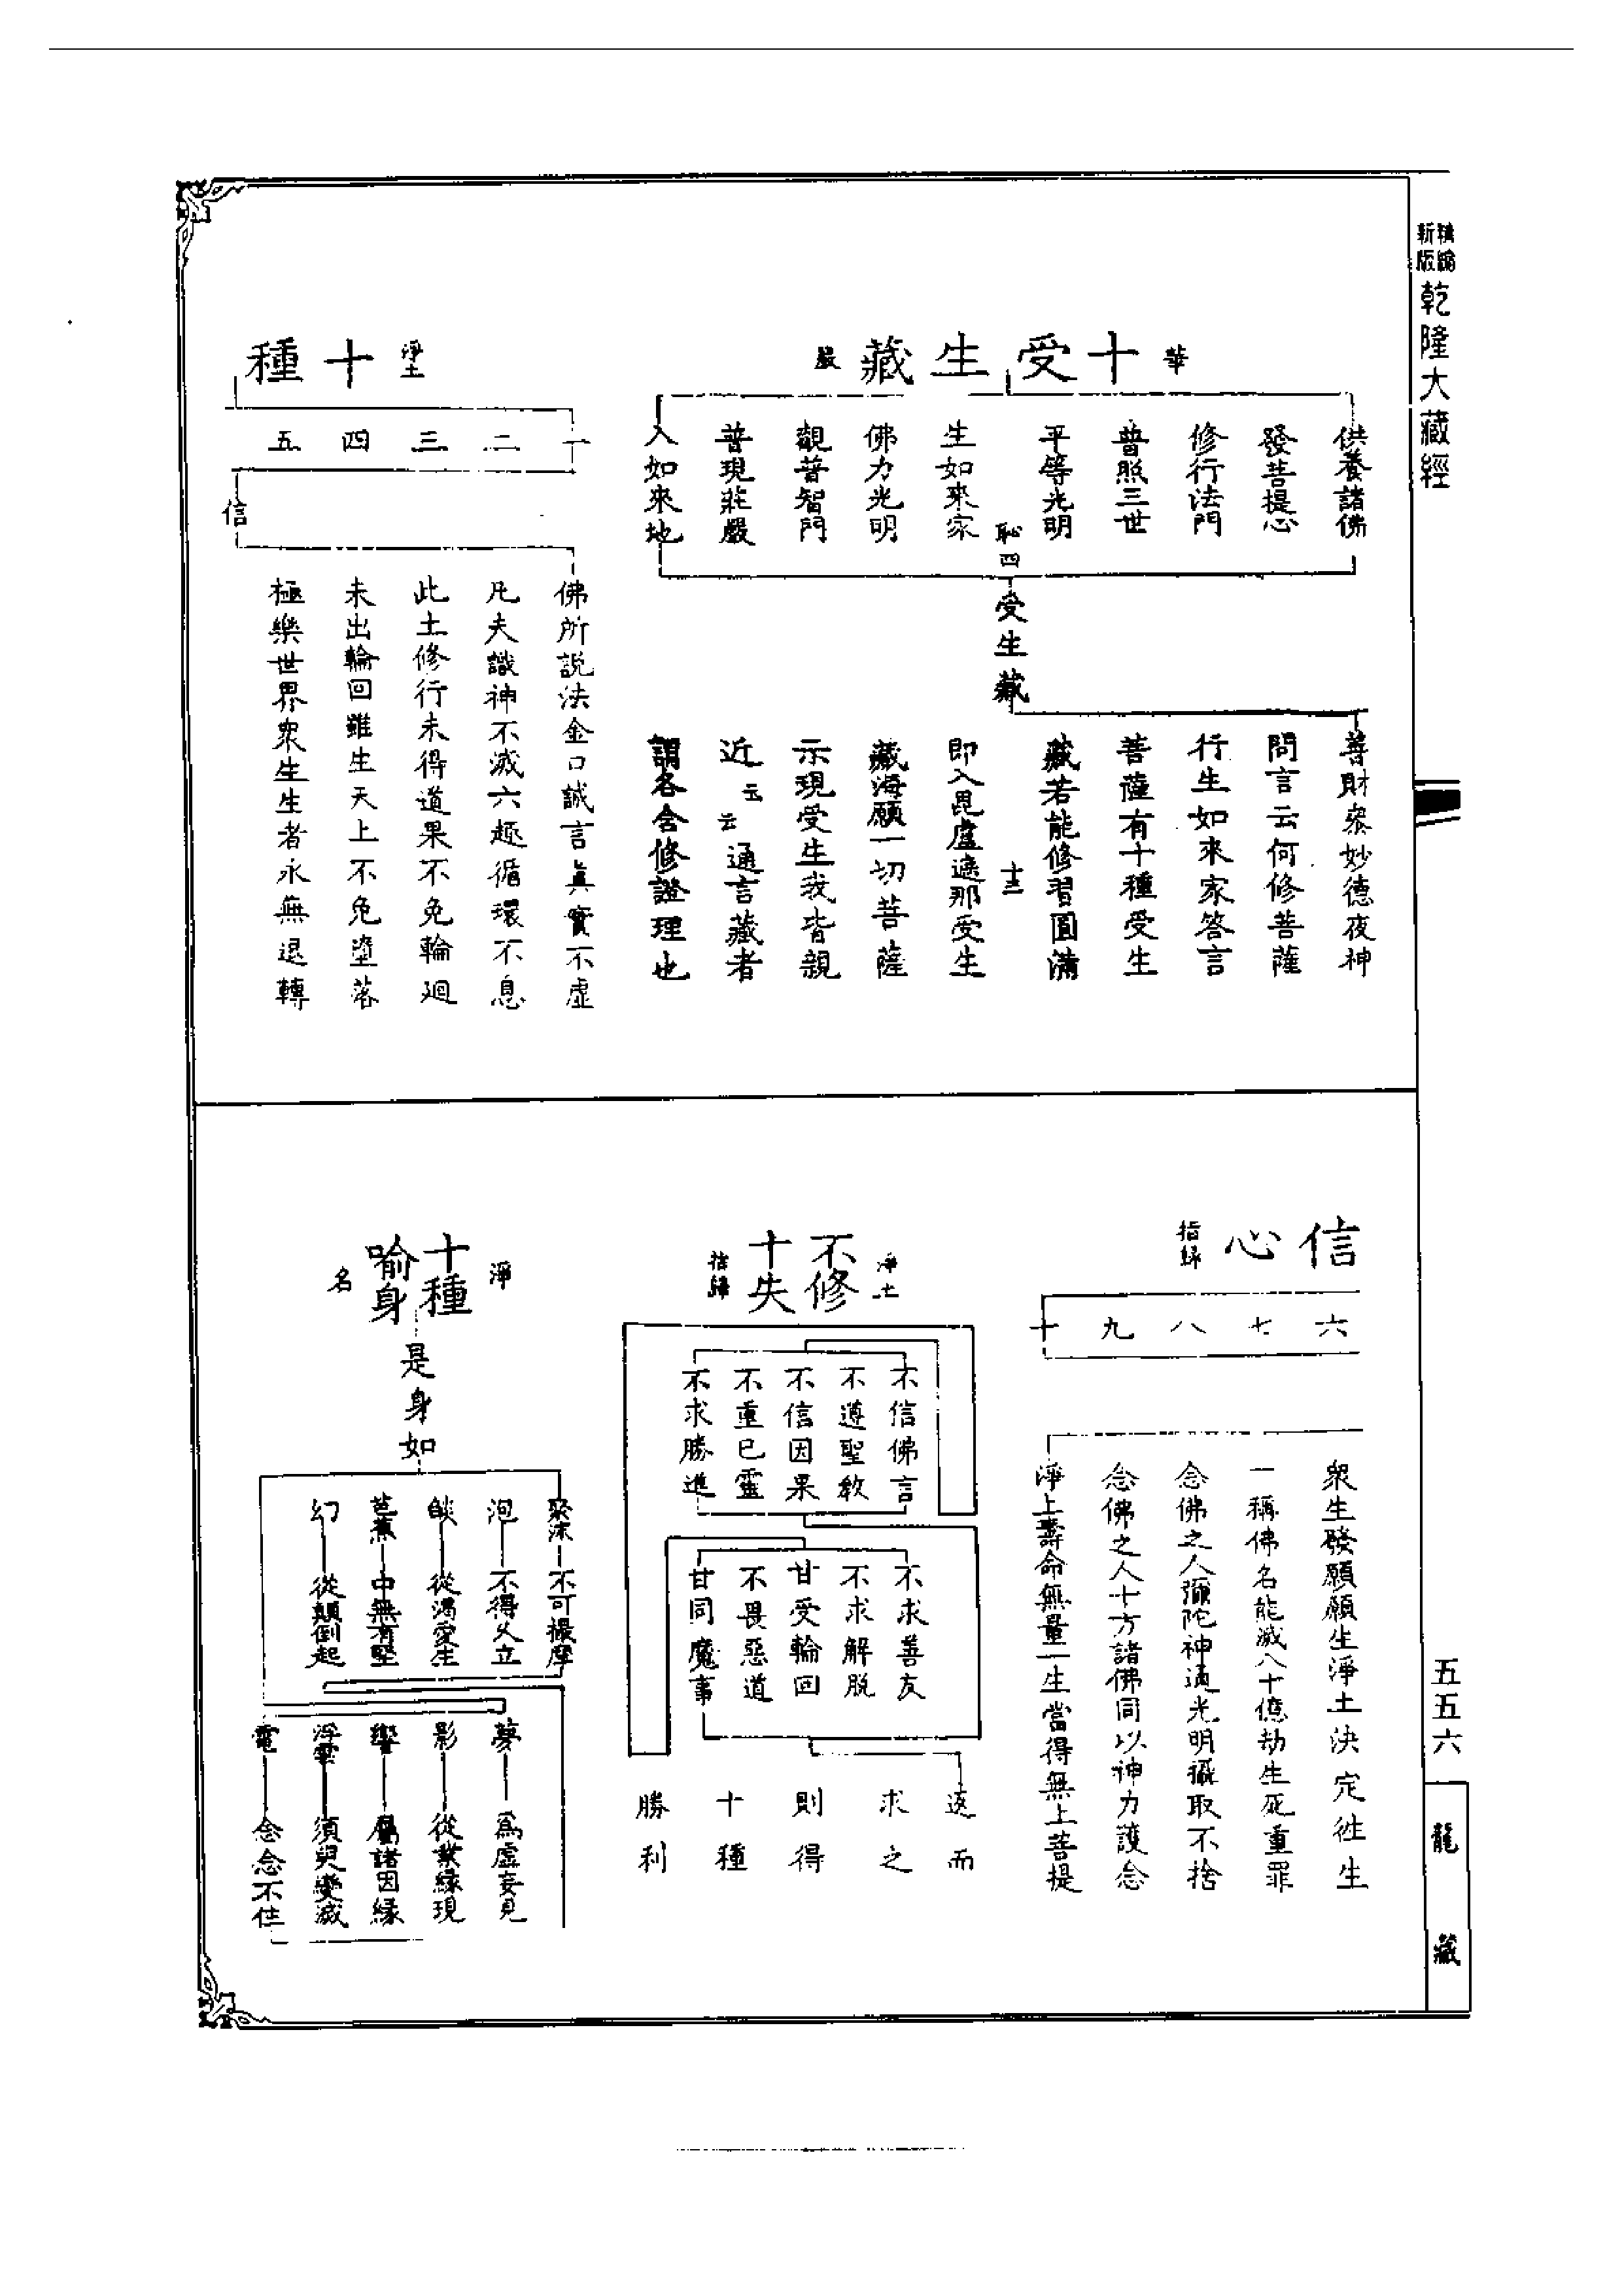 精編
新版
乾隆大藏經
華
十受生藏
嚴
供養諸佛
發菩提心
修行法門
普照三世
平等光明
生如來家
佛力光明
觀普智門
普現莊嚴
入如來地
恥四
受生藏
善財參妙德夜神
問言云何修菩薩
行生如來家答言
菩薩有十種受生
藏若能修習圓滿
十三
即入毘盧遮那受生
藏海願一切菩薩
示現受生我皆親
近云云通言藏者
謂各含修證理也
淨土
十種
一
二
三
四
五
信
佛所說法金口誠言真實不虛
凡夫識神不滅六趣循環不息
此土修行未得道果不免輪廻
未出輪回雖生天上不免墮落
極樂世界眾生生者永無退轉
信心
指歸
六
七
八
九
十
眾生發願願生淨土決定往生
一稱佛名能滅八十億劫生死重罪
念佛之人彌陀神通光明攝取不捨
念佛之人十方諸佛同以神力護念
淨土壽命無量一生當得無上菩提
淨土
不修
十失
指歸
不信佛言
不遵聖教
不信因果
不重己靈
不求勝進
不求善友
不求解脫
甘受輪回
不畏惡道
甘同魔事
返而
求之
則得
十種
勝利
淨
十種
喻身
名
是身如
聚沫
不可撮摩
泡
不得久立
燄
從渴愛生
芭蕉
中無有堅
幻
從顛倒起
夢
為虛妄見
影
從業緣現
響
屬諸因緣
浮雲
須臾變滅
電
念念不住
五五六
龍藏